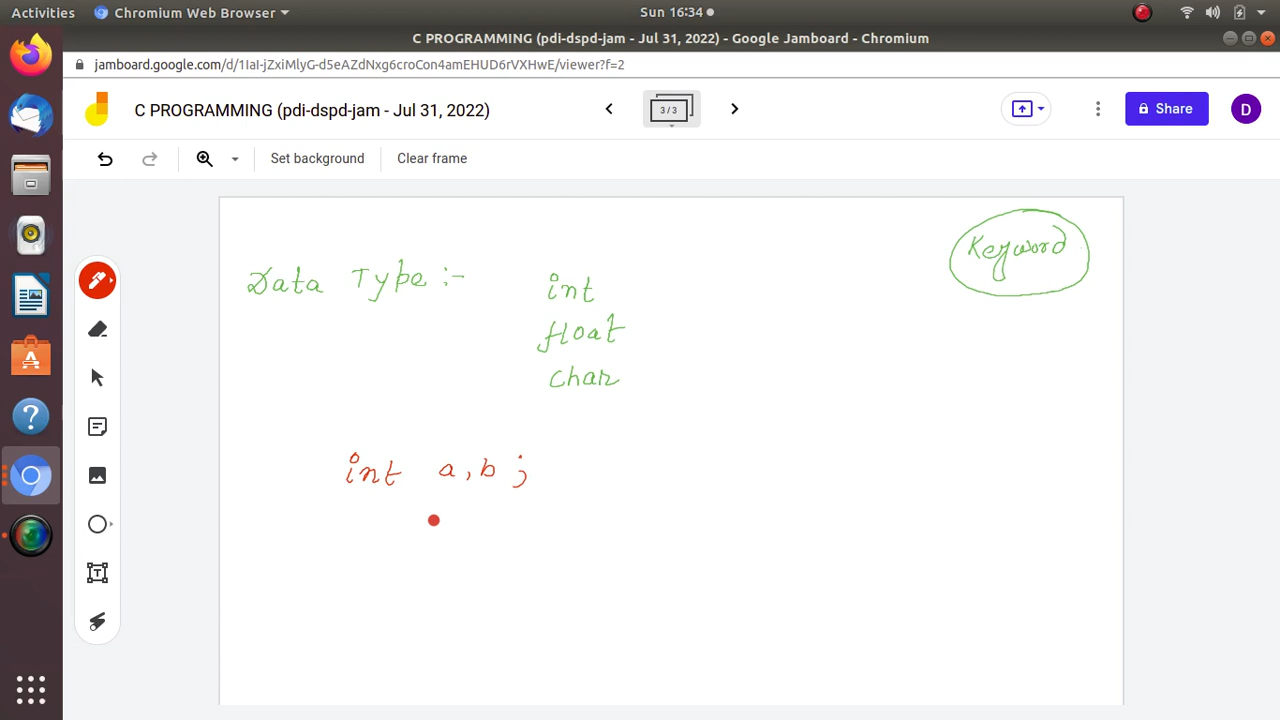 Activities Chromium Web Browser Sun 16:34
C PROGRAMMING (pdi-dspd-jam - Jul 31, 2022) - Google Jamboard - Chromium
jamboard.google.com/d/1IaI-jZxiMlyG-d5eAZdNxg6croCon4amEHUD6rVXHwE/viewer?f=2
C PROGRAMMING (pdi-dspd-jam - Jul 31, 2022) 3/3 Share D
Set background Clear frame
Keyword
Data Type :- int
float
char
int a,b ;